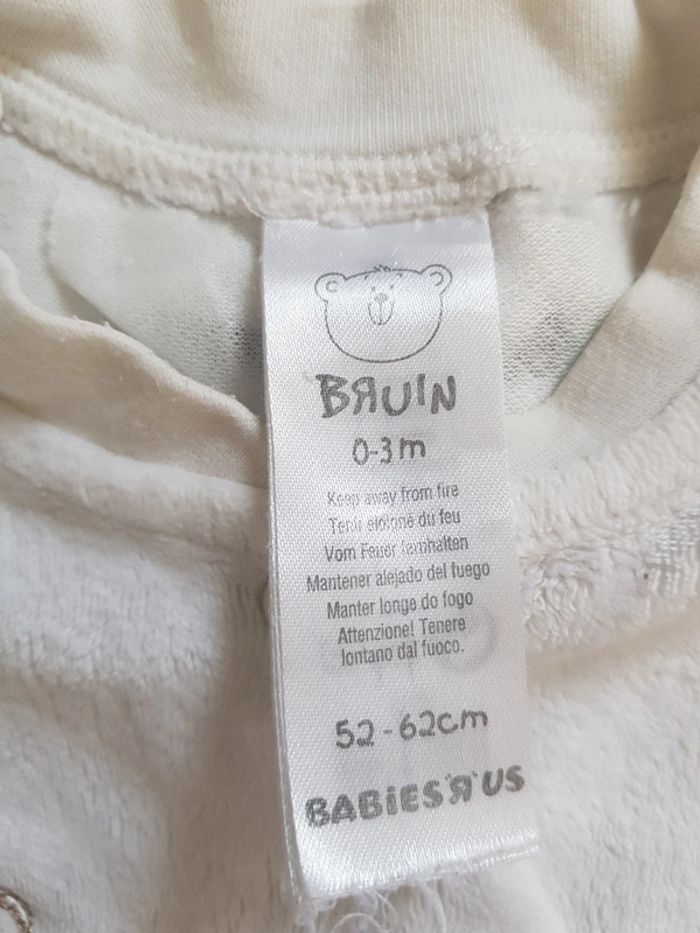 BRUIN
0-3m
Keep away from fire
Tenir éloigné du feu
Vom Feuer fernhalten
Mantener alejado del fuego
Manter longe do fogo
Attenzione! Tenere
lontano dal fuoco.
52-62cm
BABiES"R"US